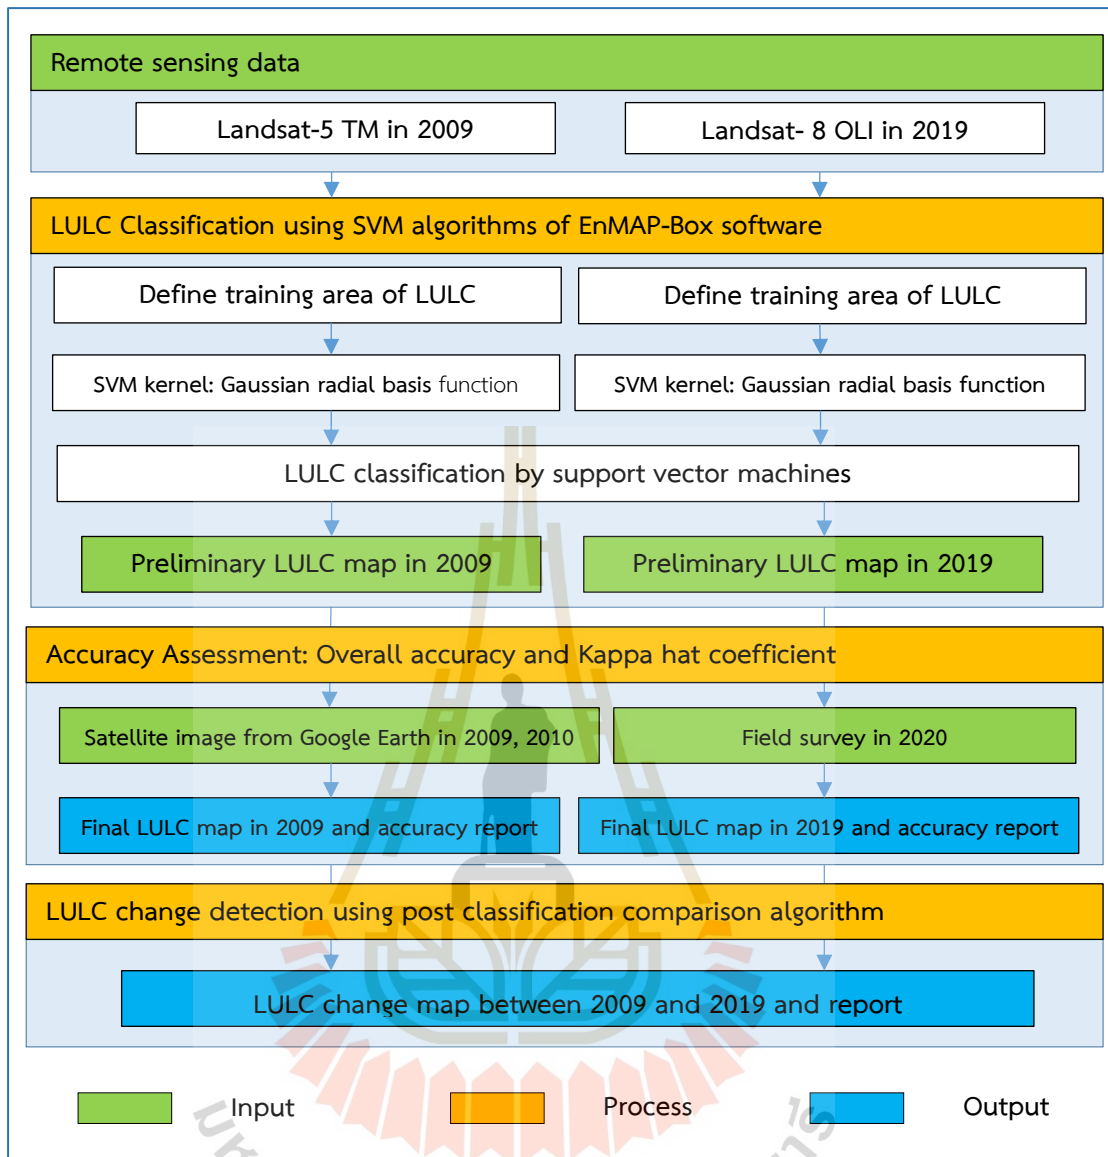 Remote sensing data
Landsat-5 TM in 2009
Landsat- 8 OLI in 2019
LULC Classification using SVM algorithms of EnMAP-Box software
Define training area of LULC
Define training area of LULC
SVM kernel: Gaussian radial basis function
SVM kernel: Gaussian radial basis function
LULC classification by support vector machines
Preliminary LULC map in 2009
Preliminary LULC map in 2019
Accuracy Assessment: Overall accuracy and Kappa hat coefficient
Satellite image from Google Earth in 2009, 2010
Field survey in 2020
Final LULC map in 2009 and accuracy report
Final LULC map in 2019 and accuracy report
LULC change detection using post classification comparison algorithm
LULC change map between 2009 and 2019 and report
Input
Process
Output